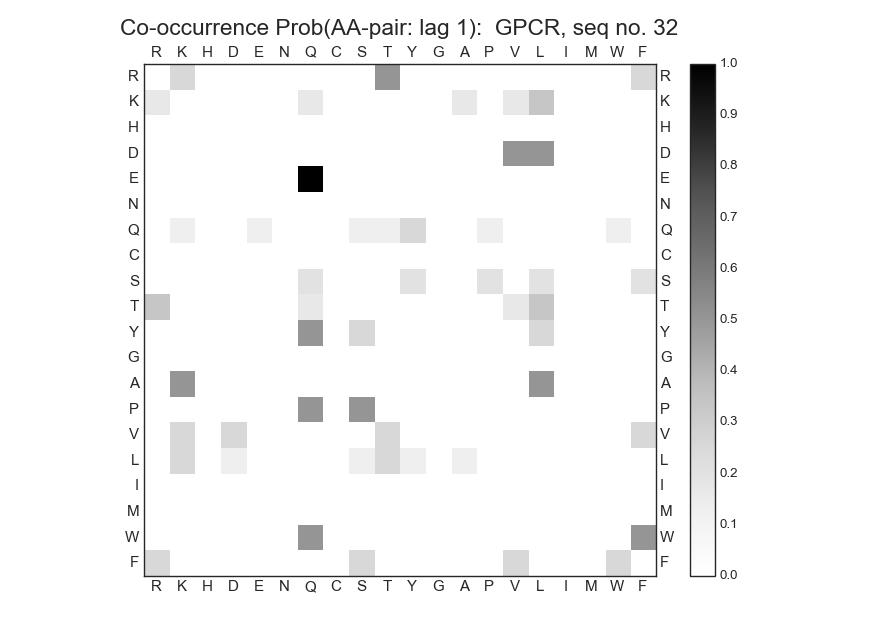 Co-occurrence Prob(AA-pair: lag 1):  GPCR, seq no. 32
R K H D E N Q C S T Y G A P V L I M W F
R R
K K
H H
D D
E E
N N
Q Q
C C
S S
T T
Y Y
G G
A A
P P
V V
L L
I I
M M
W W
F F
R K H D E N Q C S T Y G A P V L I M W F
1.0
0.9
0.8
0.7
0.6
0.5
0.4
0.3
0.2
0.1
0.0